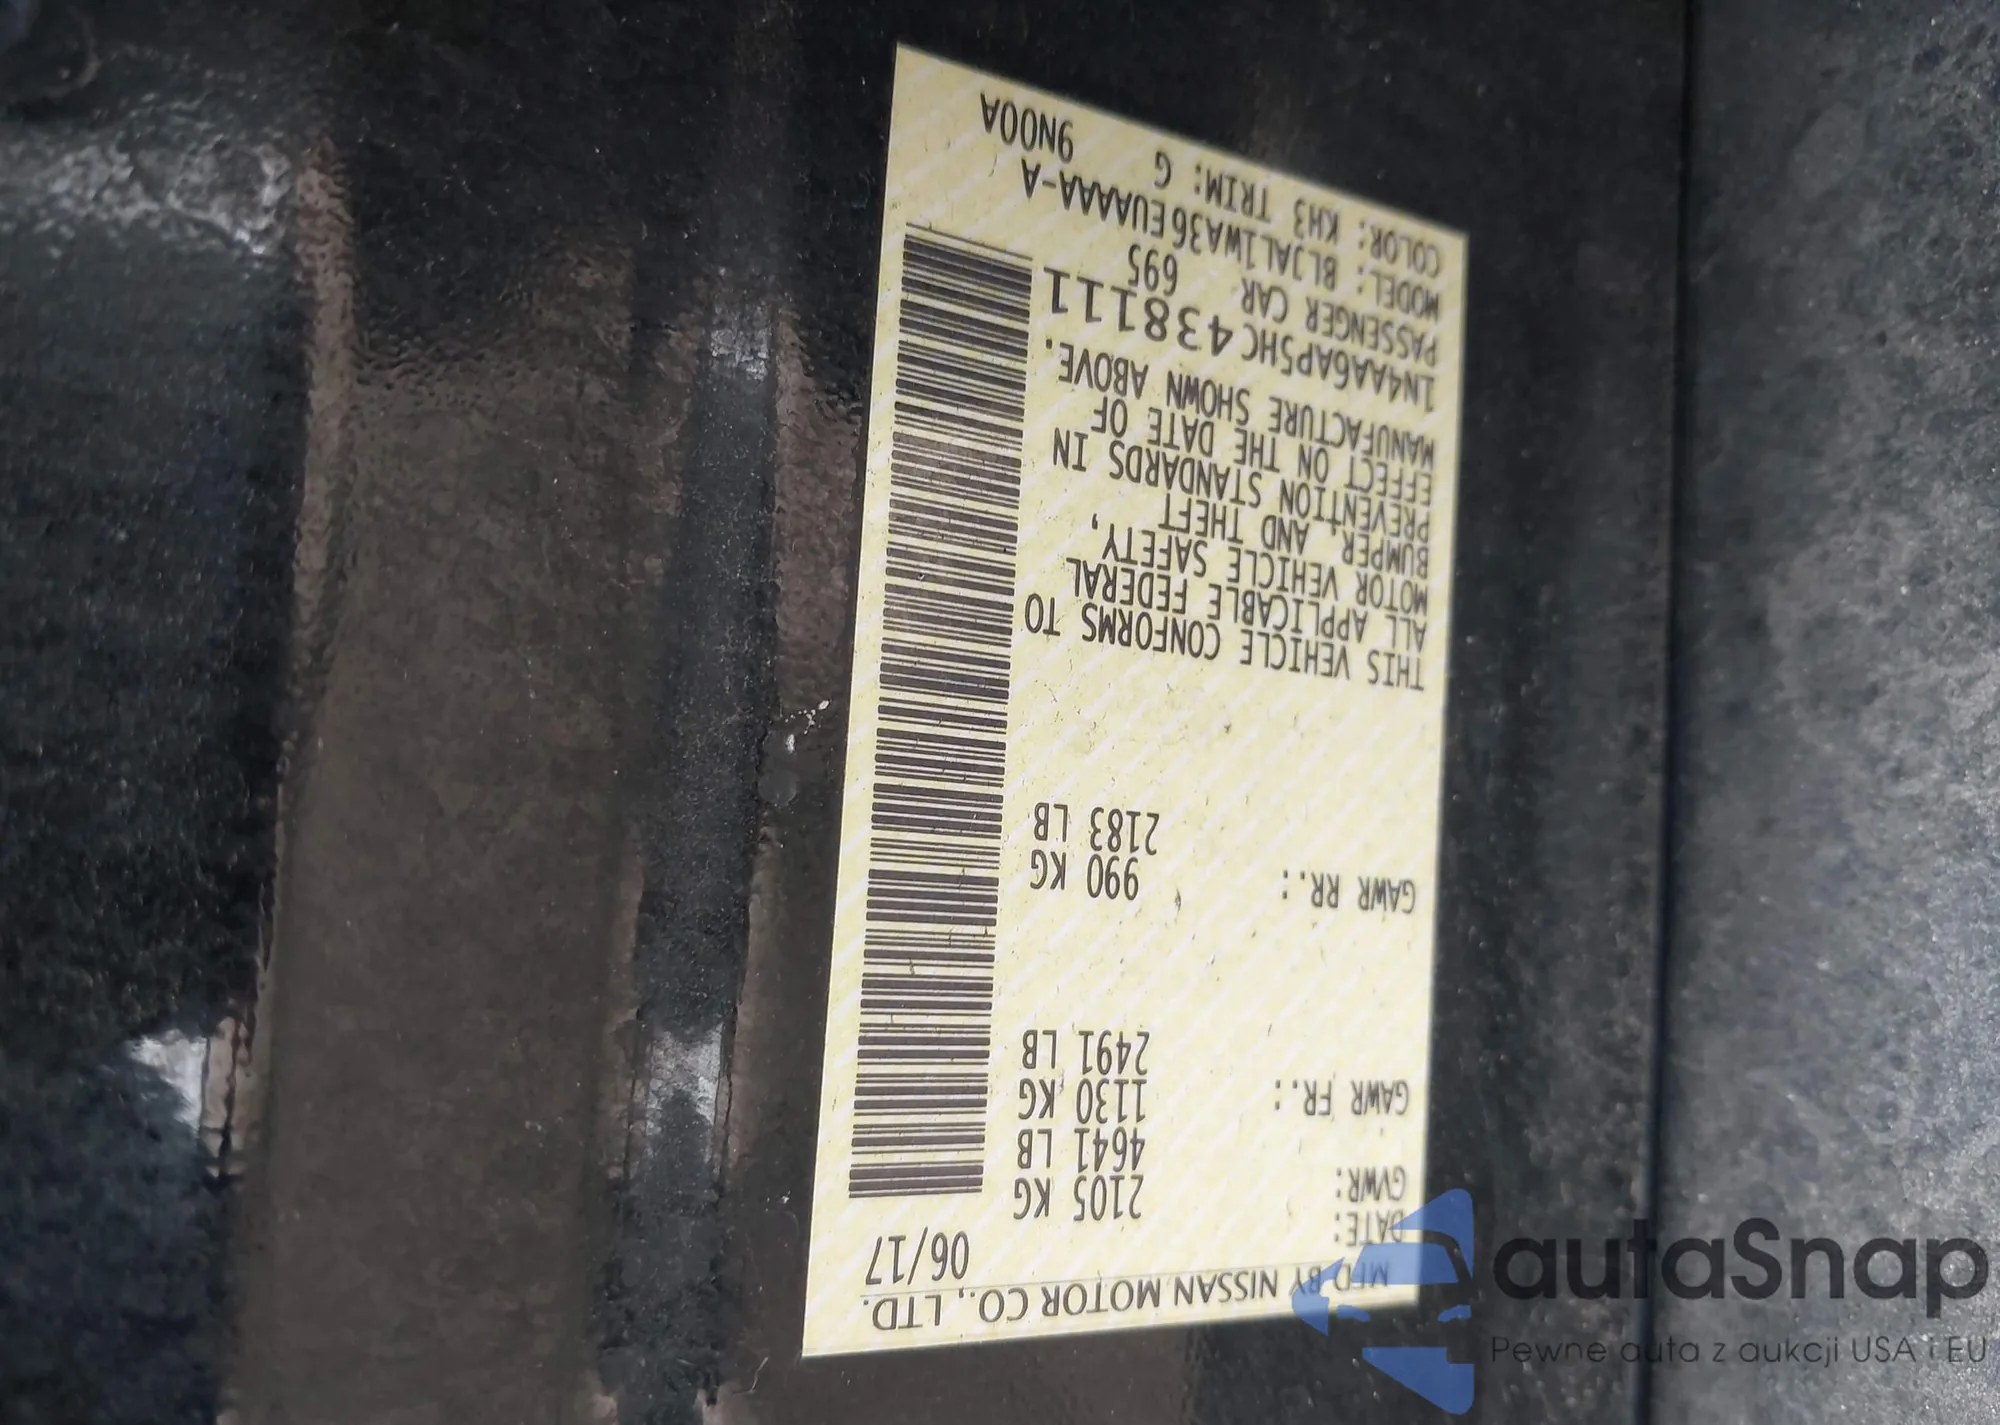 MFD BY NISSAN MOTOR CO., LTD.
DATE: 06/17
GVWR: 2105 KG
4641 LB
GAWR FR.: 1130 KG
2491 LB
GAWR RR.: 990 KG
2183 LB
THIS VEHICLE CONFORMS TO
ALL APPLICABLE FEDERAL
MOTOR VEHICLE SAFETY,
BUMPER, AND THEFT
PREVENTION STANDARDS IN
EFFECT ON THE DATE OF
MANUFACTURE SHOWN ABOVE.
1N4AA6AP5HC438111
PASSENGER CAR 695
MODEL: BLJAL1WA36EUAAAA-A
COLOR: KH3 TRIM: G 9N00A
autaSnap
Pewne auta z aukcji USA i EU